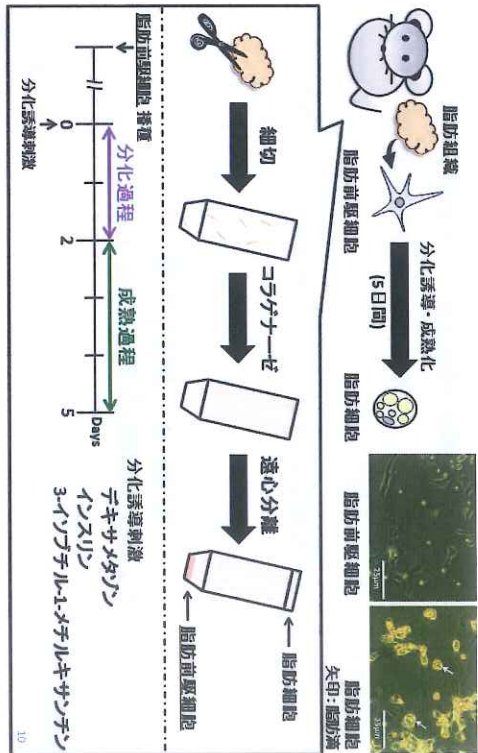 脂肪組織
脂肪前駆細胞
分化誘導・成熟化
(5日間)
脂肪細胞
脂肪前駆細胞
25μm
脂肪細胞
矢印:脂肪滴
25μm
細切
コラゲナーゼ
遠心分離
脂肪細胞
脂肪前駆細胞
脂肪前駆細胞 播種
分化過程
成熟過程
0
2
5
Days
分化誘導刺激
分化誘導刺激
デキサメタゾン
インスリン
3-イソブチル-1-メチルキサンチン
10